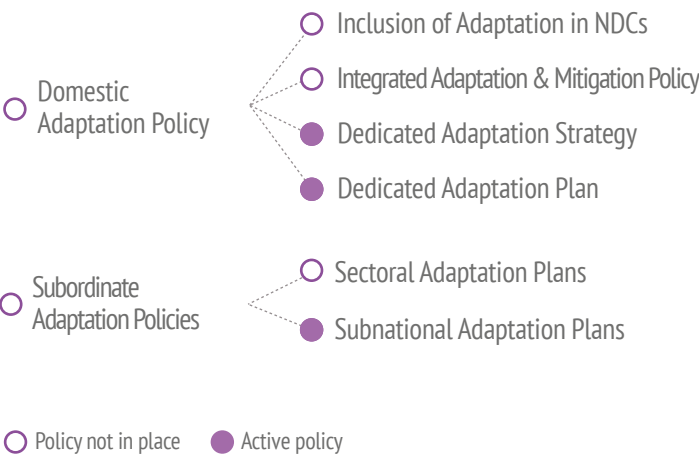 Inclusion of Adaptation in NDCs
Integrated Adaptation & Mitigation Policy
Domestic
Adaptation Policy
Dedicated Adaptation Strategy
Dedicated Adaptation Plan
Sectoral Adaptation Plans
Subordinate
Adaptation Policies
Subnational Adaptation Plans
Policy not in place
Active policy